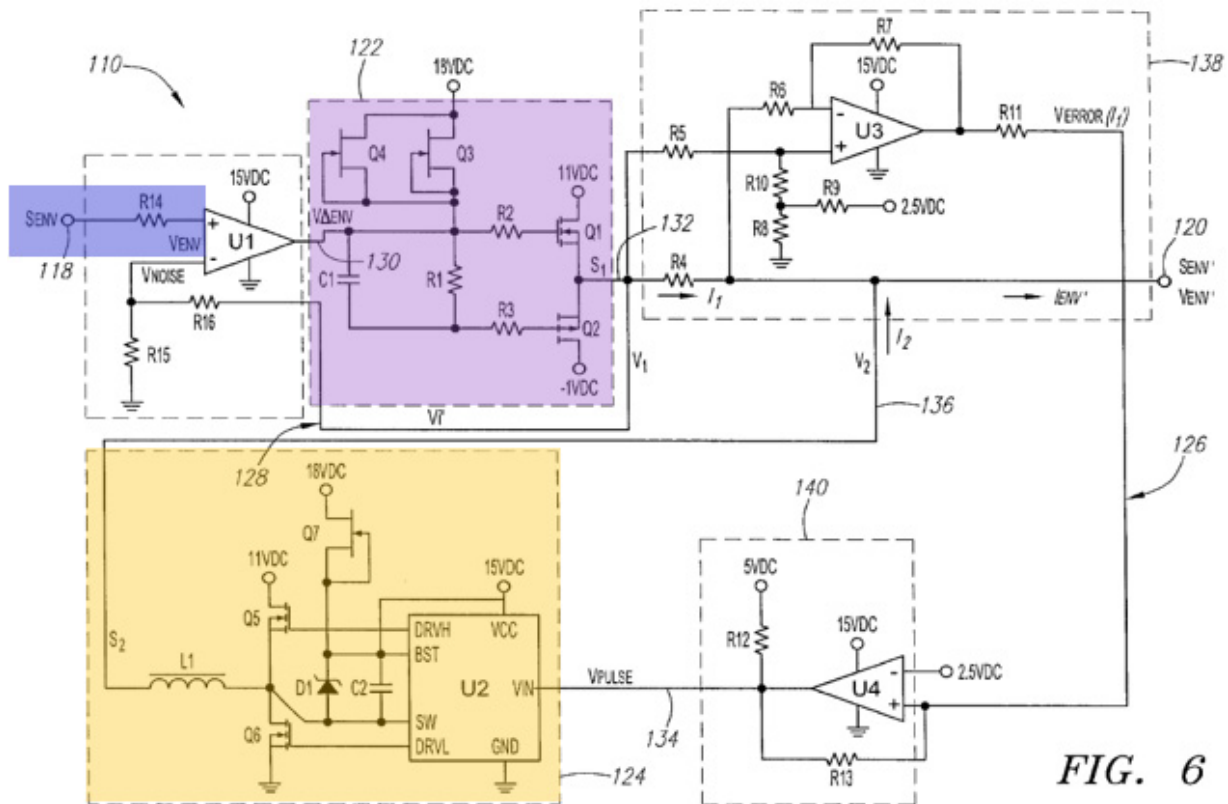 110
122
18VDC
Q4
Q3
15VDC
SENV
R14
VENV
118
+
-
U1
VNOISE
R16
R15
VΔENV
130
C1
R1
R2
R3
11VDC
Q1
132
S1
Q2
-1VDC
V1
128
R7
138
15VDC
R6
-
+
U3
R11
VERROR(I1')
R5
R10
R9
2.5VDC
R8
R4
I1
IENV'
120
SENV'
VENV'
V1
V2
I2
136
126
18VDC
Q7
11VDC
15VDC
Q5
DRVH
VCC
BST
S2
L1
D1
C2
U2
VIN
SW
Q6
DRVL
GND
124
VPULSE
134
140
5VDC
R12
15VDC
-
+
U4
2.5VDC
R13
FIG. 6